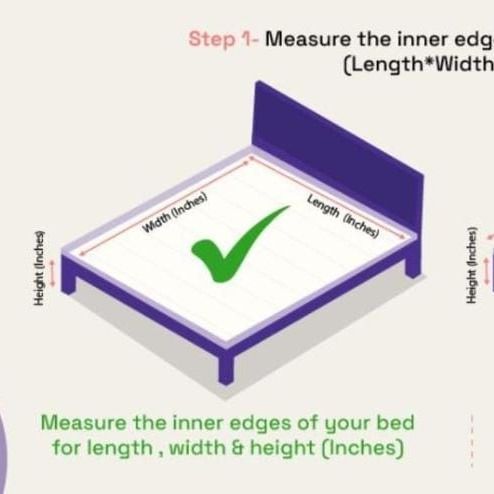 Step 1- Measure the inner edg
(Length*Width
Width (Inches)
Length (Inches)
Height (Inches)
Height (Inches)
Measure the inner edges of your bed
for length , width & height (Inches)